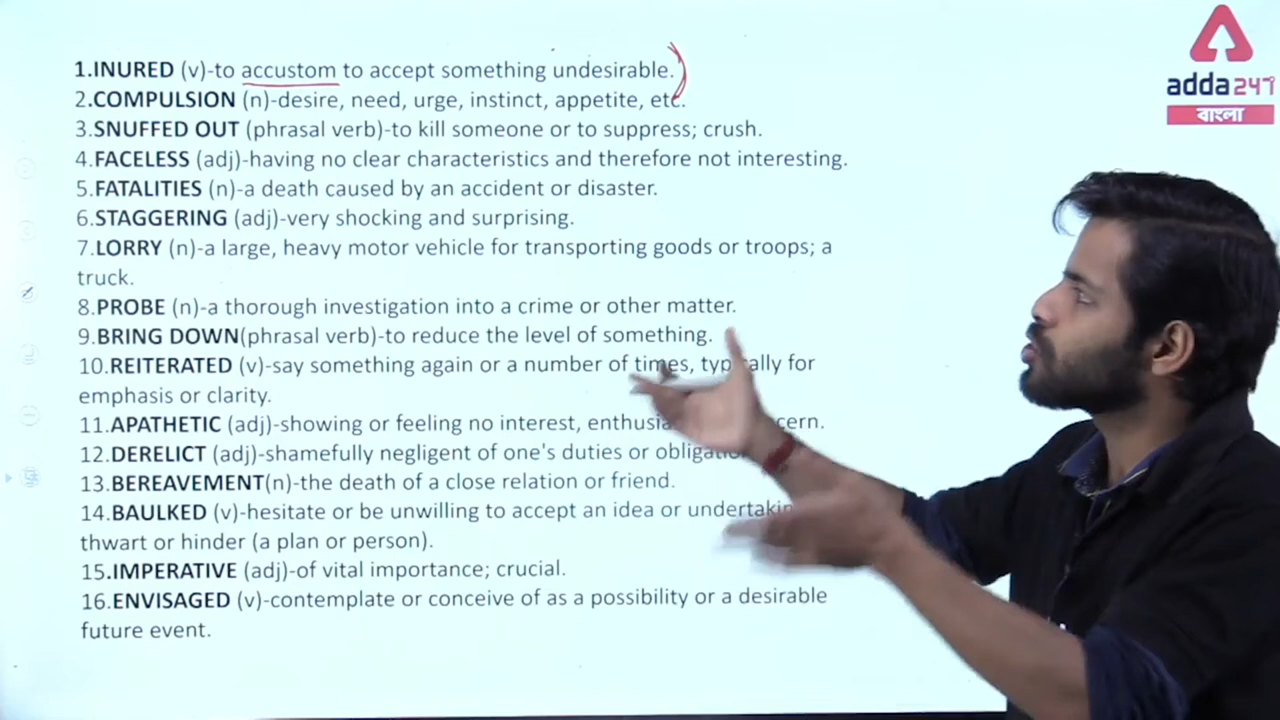 1.INURED (v)-to accustom to accept something undesirable.
2.COMPULSION (n)-desire, need, urge, instinct, appetite, etc.
3.SNUFFED OUT (phrasal verb)-to kill someone or to suppress; crush.
4.FACELESS (adj)-having no clear characteristics and therefore not interesting.
5.FATALITIES (n)-a death caused by an accident or disaster.
6.STAGGERING (adj)-very shocking and surprising.
7.LORRY (n)-a large, heavy motor vehicle for transporting goods or troops; a
truck.
8.PROBE (n)-a thorough investigation into a crime or other matter.
9.BRING DOWN(phrasal verb)-to reduce the level of something.
10.REITERATED (v)-say something again or a number of times, typically for
emphasis or clarity.
11.APATHETIC (adj)-showing or feeling no interest,
12.DERELICT (adj)-shamefully negligent of one's duties or
13.BEREAVEMENT(n)-the death of a close relation or friend.
14.BAULKED (v)-hesitate or be unwilling to accept an idea or
thwart or hinder (a plan or person).
15.IMPERATIVE (adj)-of vital importance; crucial.
16.ENVISAGED (v)-contemplate or conceive of as a possibility or a desirable
future event.
adda247
বাংলা